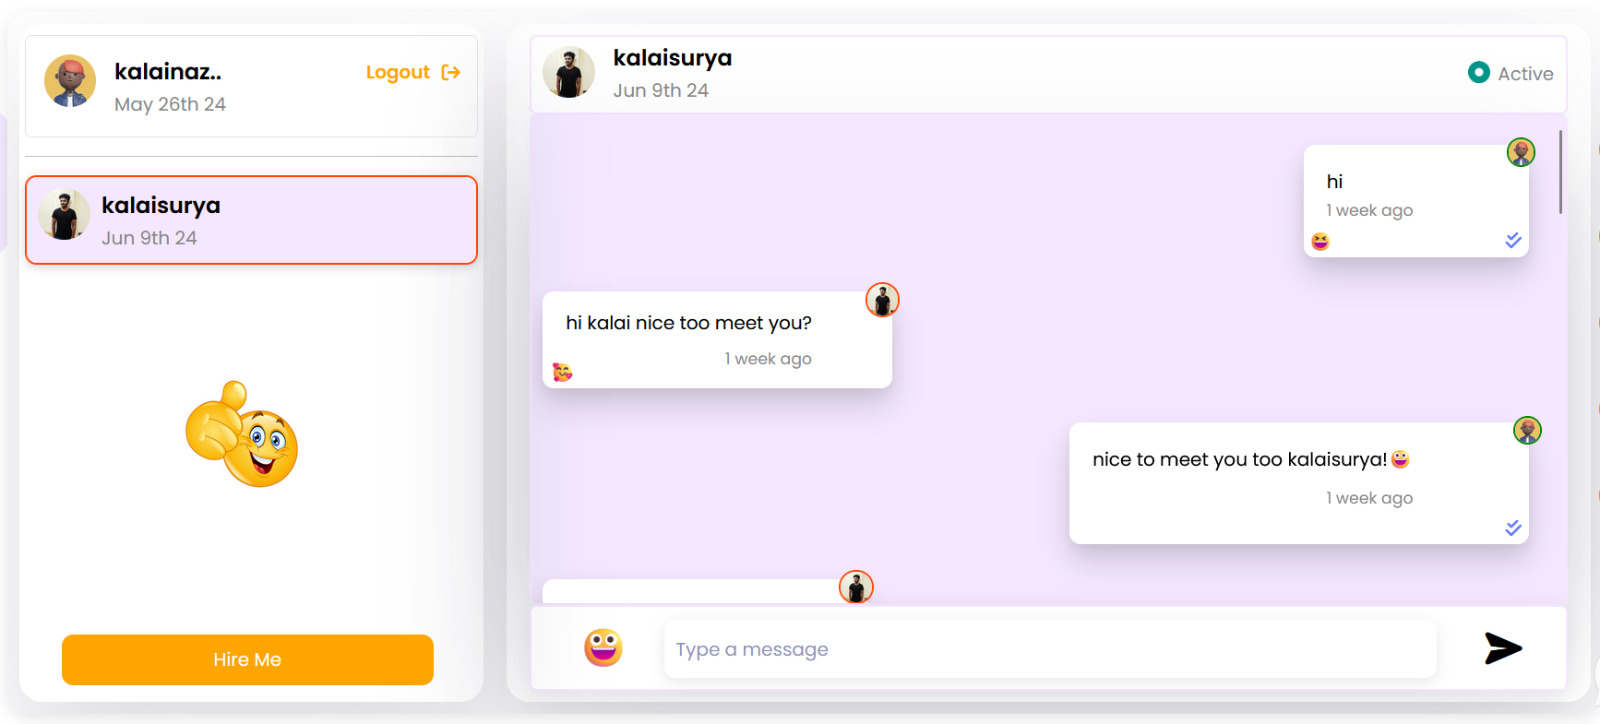 kalainaz..
Logout
May 26th 24
kalaisurya
Jun 9th 24
Hire Me
kalaisurya
Jun 9th 24
Active
hi
1 week ago
hi kalai nice too meet you?
1 week ago
nice to meet you too kalaisurya!😀
1 week ago
Type a message